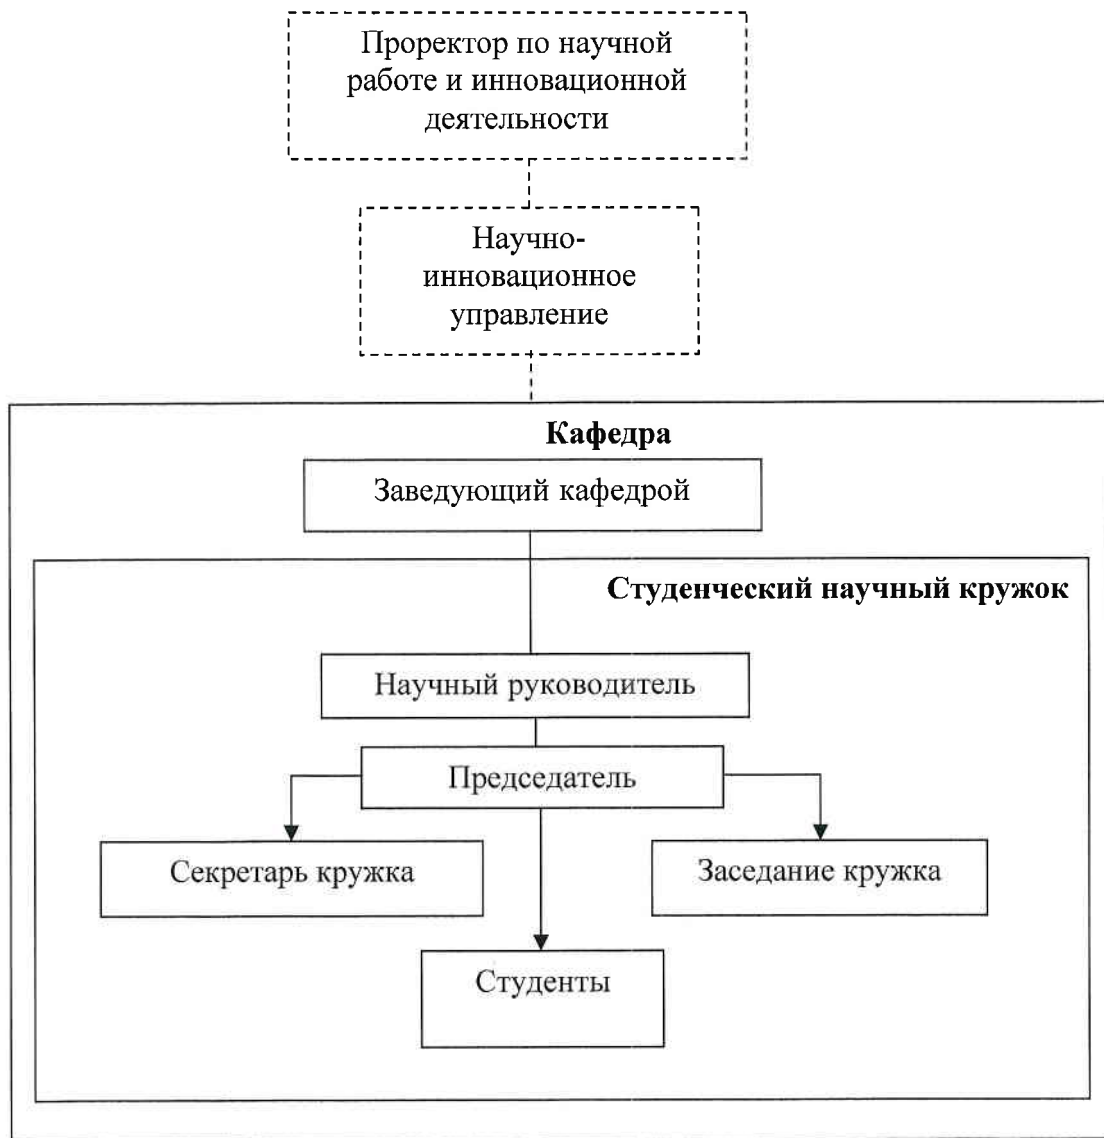 Проректор по научной
работе и инновационной
деятельности
Научно-
инновационное
управление
Кафедра
Заведующий кафедрой
Студенческий научный кружок
Научный руководитель
Председатель
Секретарь кружка
Заседание кружка
Студенты